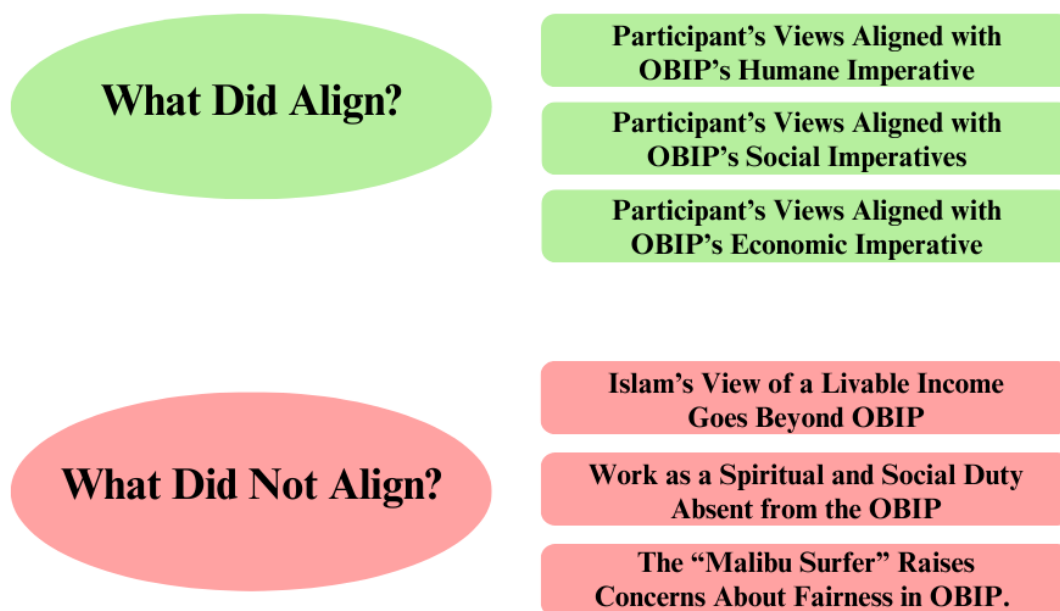 What Did Align?
Participant's Views Aligned with
OBIP's Humane Imperative
Participant's Views Aligned with
OBIP's Social Imperatives
Participant's Views Aligned with
OBIP's Economic Imperative
What Did Not Align?
Islam's View of a Livable Income
Goes Beyond OBIP
Work as a Spiritual and Social Duty
Absent from the OBIP
The “Malibu Surfer” Raises
Concerns About Fairness in OBIP.